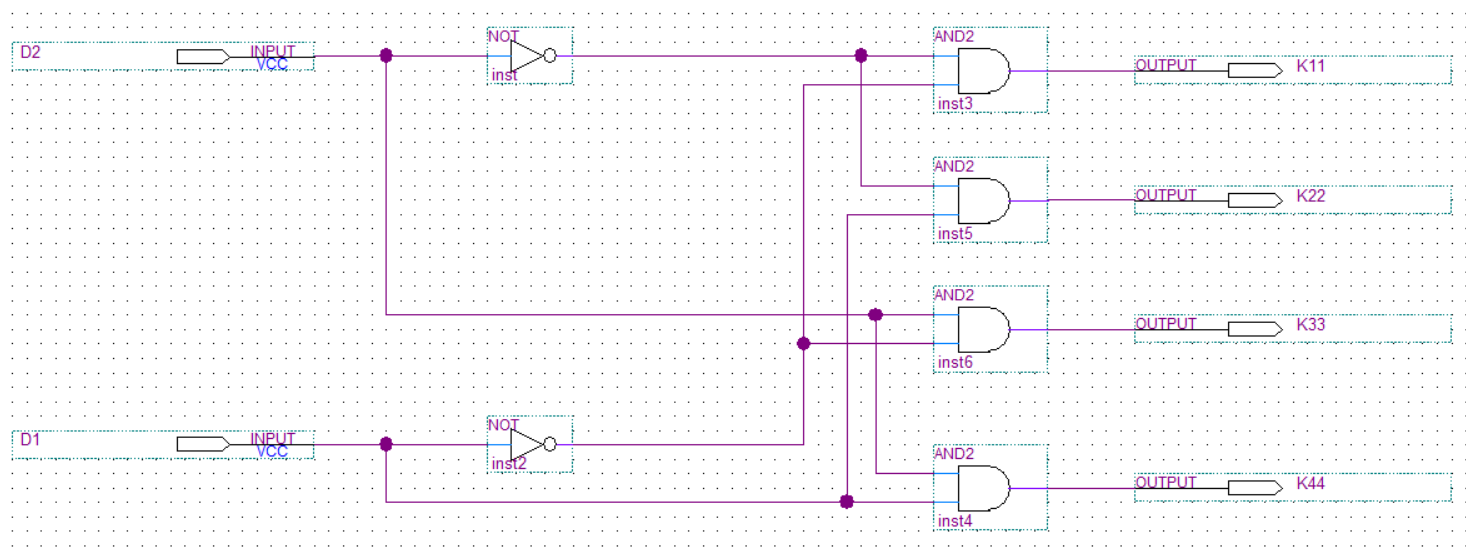 NOT
AND2
D2
INPUT
VCC
inst
OUTPUT
K11
inst3
AND2
OUTPUT
K22
inst5
AND2
OUTPUT
K33
inst6
NOT
D1
INPUT
VCC
inst2
AND2
OUTPUT
K44
inst4